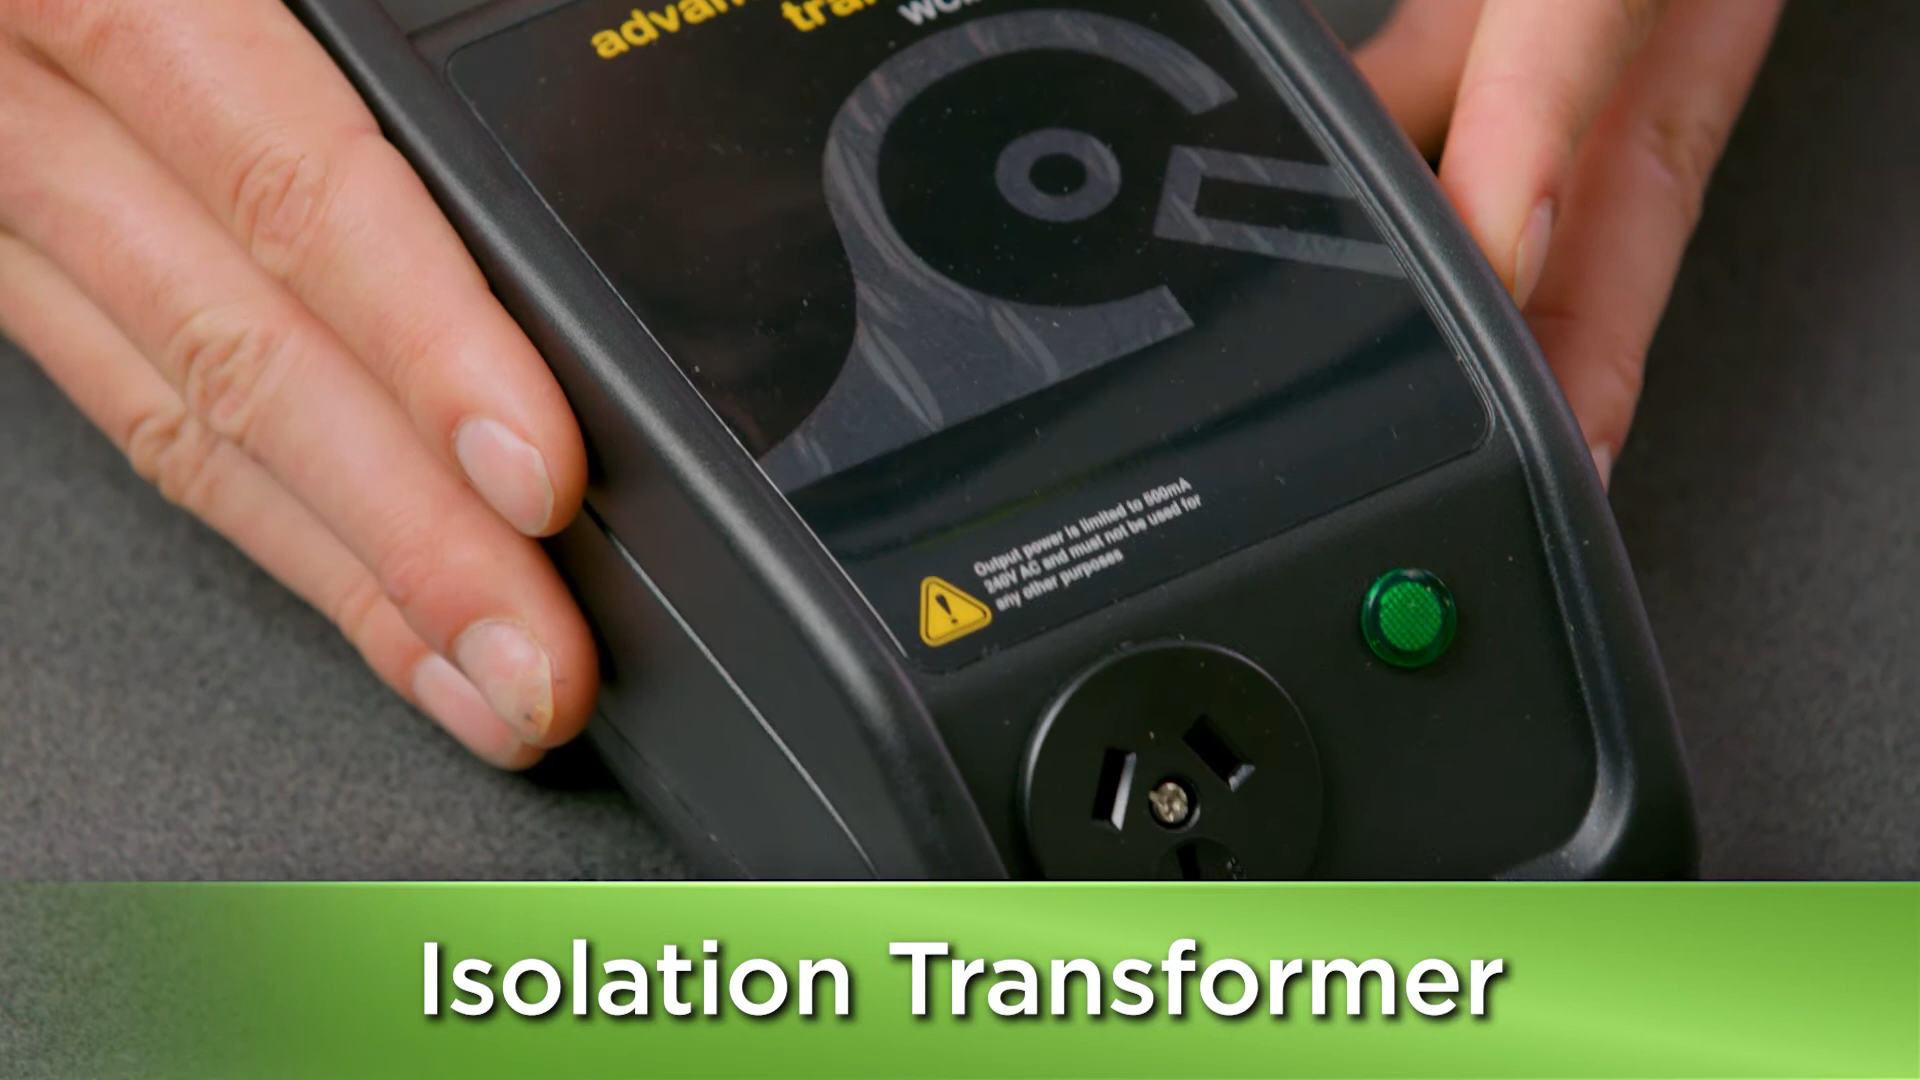 Output power is limited to 500mA
240V AC and must not be used for
any other purposes
Isolation Transformer